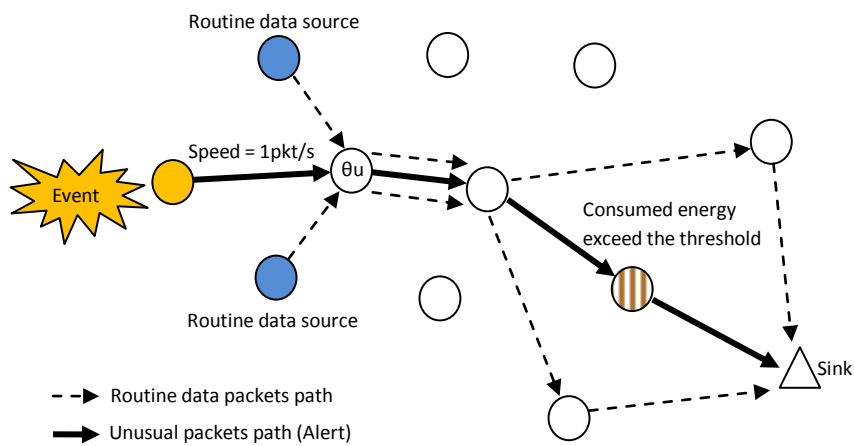 Routine data source
Speed = 1pkt/s
θu
Event
Consumed energy
exceed the threshold
Routine data source
Sink
Routine data packets path
Unusual packets path (Alert)